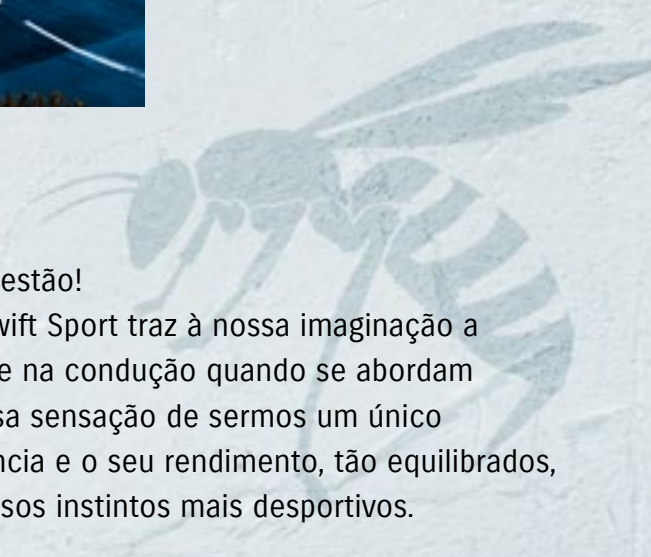 estão!
wift Sport traz à nossa imaginação a
e na condução quando se abordam
sa sensação de sermos um único
ncia e o seu rendimento, tão equilibrados,
sos instintos mais desportivos.